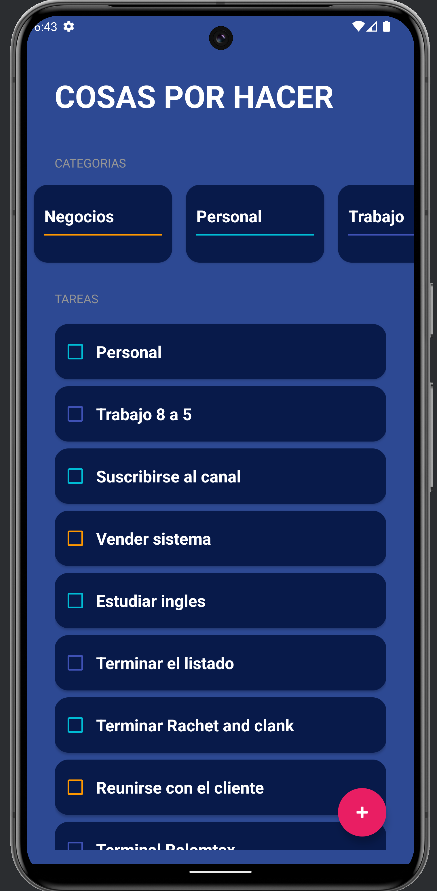 6:43
COSAS POR HACER
CATEGORIAS
Negocios
Personal
Trabajo
TAREAS
Personal
Trabajo 8 a 5
Suscribirse al canal
Vender sistema
Estudiar ingles
Terminar el listado
Terminar Rachet and clank
Reunirse con el cliente
+